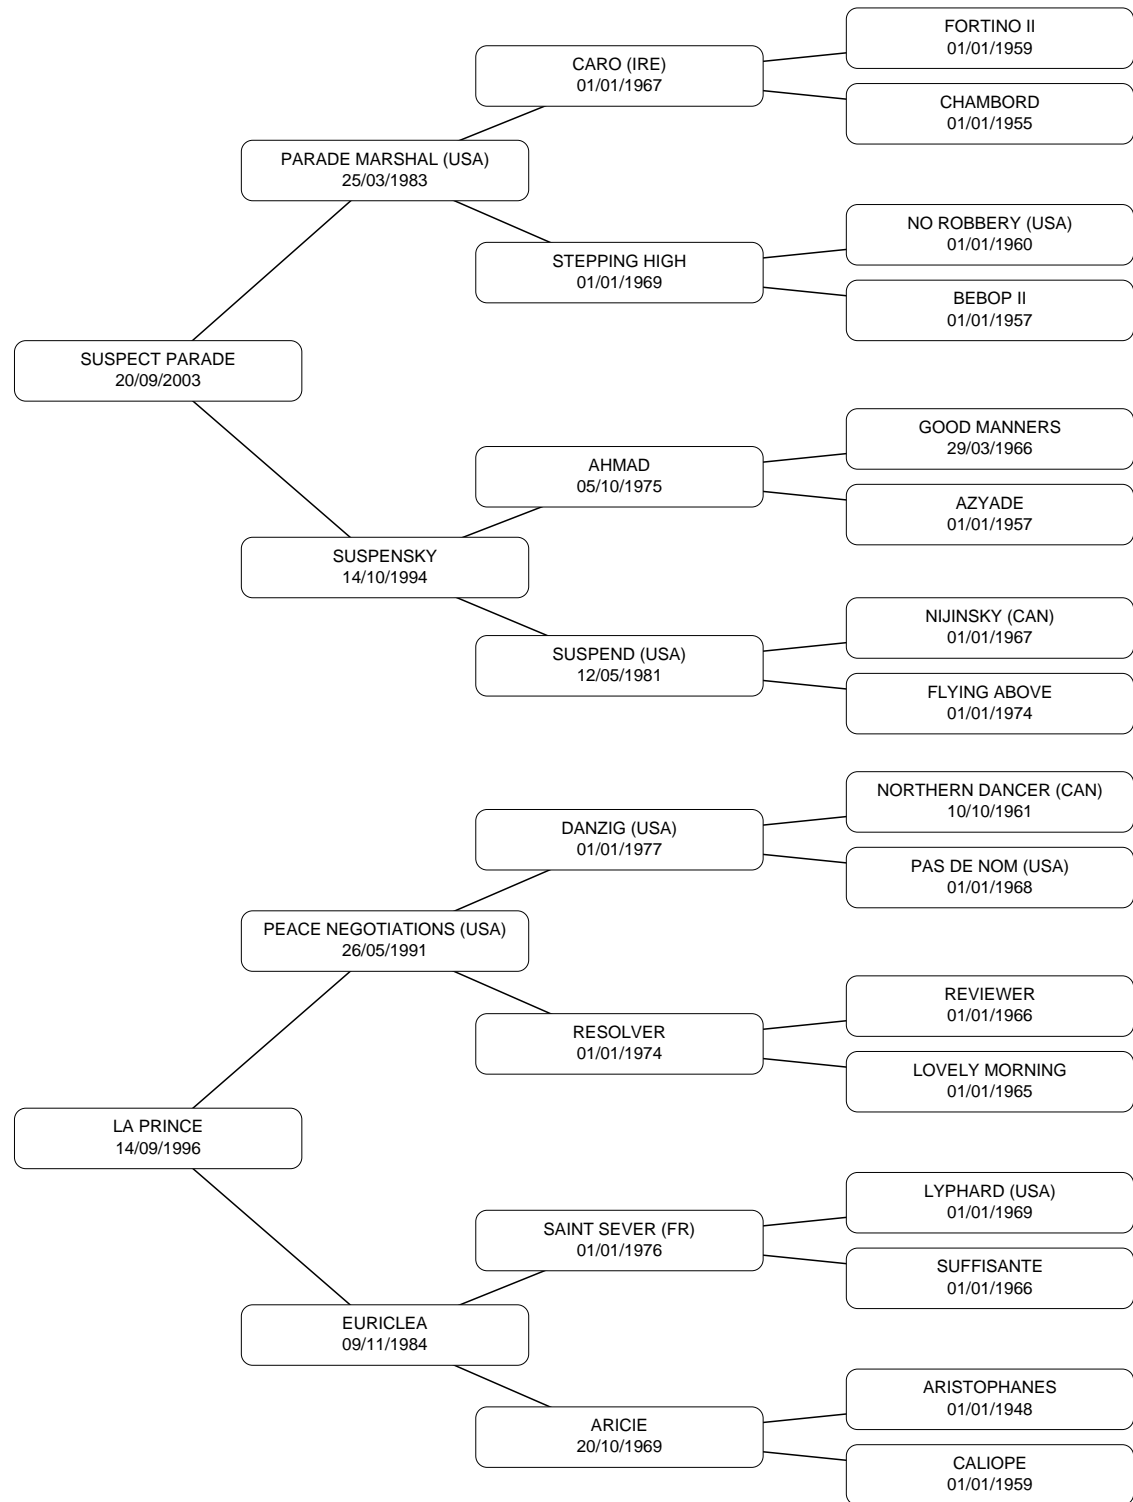 FORTINO II
01/01/1959
CARO (IRE)
01/01/1967
CHAMBORD
01/01/1955
PARADE MARSHAL (USA)
25/03/1983
NO ROBBERY (USA)
01/01/1960
STEPPING HIGH
01/01/1969
BEBOP II
01/01/1957
SUSPECT PARADE
20/09/2003
GOOD MANNERS
29/03/1966
AHMAD
05/10/1975
AZYADE
01/01/1957
SUSPENSKY
14/10/1994
NIJINSKY (CAN)
01/01/1967
SUSPEND (USA)
12/05/1981
FLYING ABOVE
01/01/1974
NORTHERN DANCER (CAN)
10/10/1961
DANZIG (USA)
01/01/1977
PAS DE NOM (USA)
01/01/1968
PEACE NEGOTIATIONS (USA)
26/05/1991
REVIEWER
01/01/1966
RESOLVER
01/01/1974
LOVELY MORNING
01/01/1965
LA PRINCE
14/09/1996
LYPHARD (USA)
01/01/1969
SAINT SEVER (FR)
01/01/1976
SUFFISANTE
01/01/1966
EURICLEA
09/11/1984
ARISTOPHANES
01/01/1948
ARICIE
20/10/1969
CALIOPE
01/01/1959